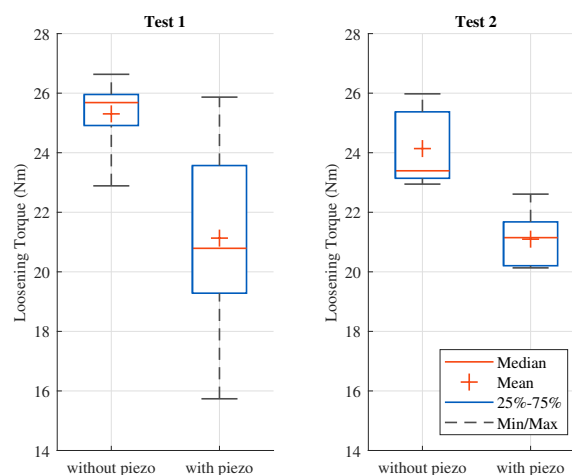 Test 1
Loosening Torque (Nm)
28
26
24
22
20
18
16
14
without piezo
with piezo
Test 2
Loosening Torque (Nm)
28
26
24
22
20
18
16
14
without piezo
with piezo
Median
Mean
25%-75%
Min/Max